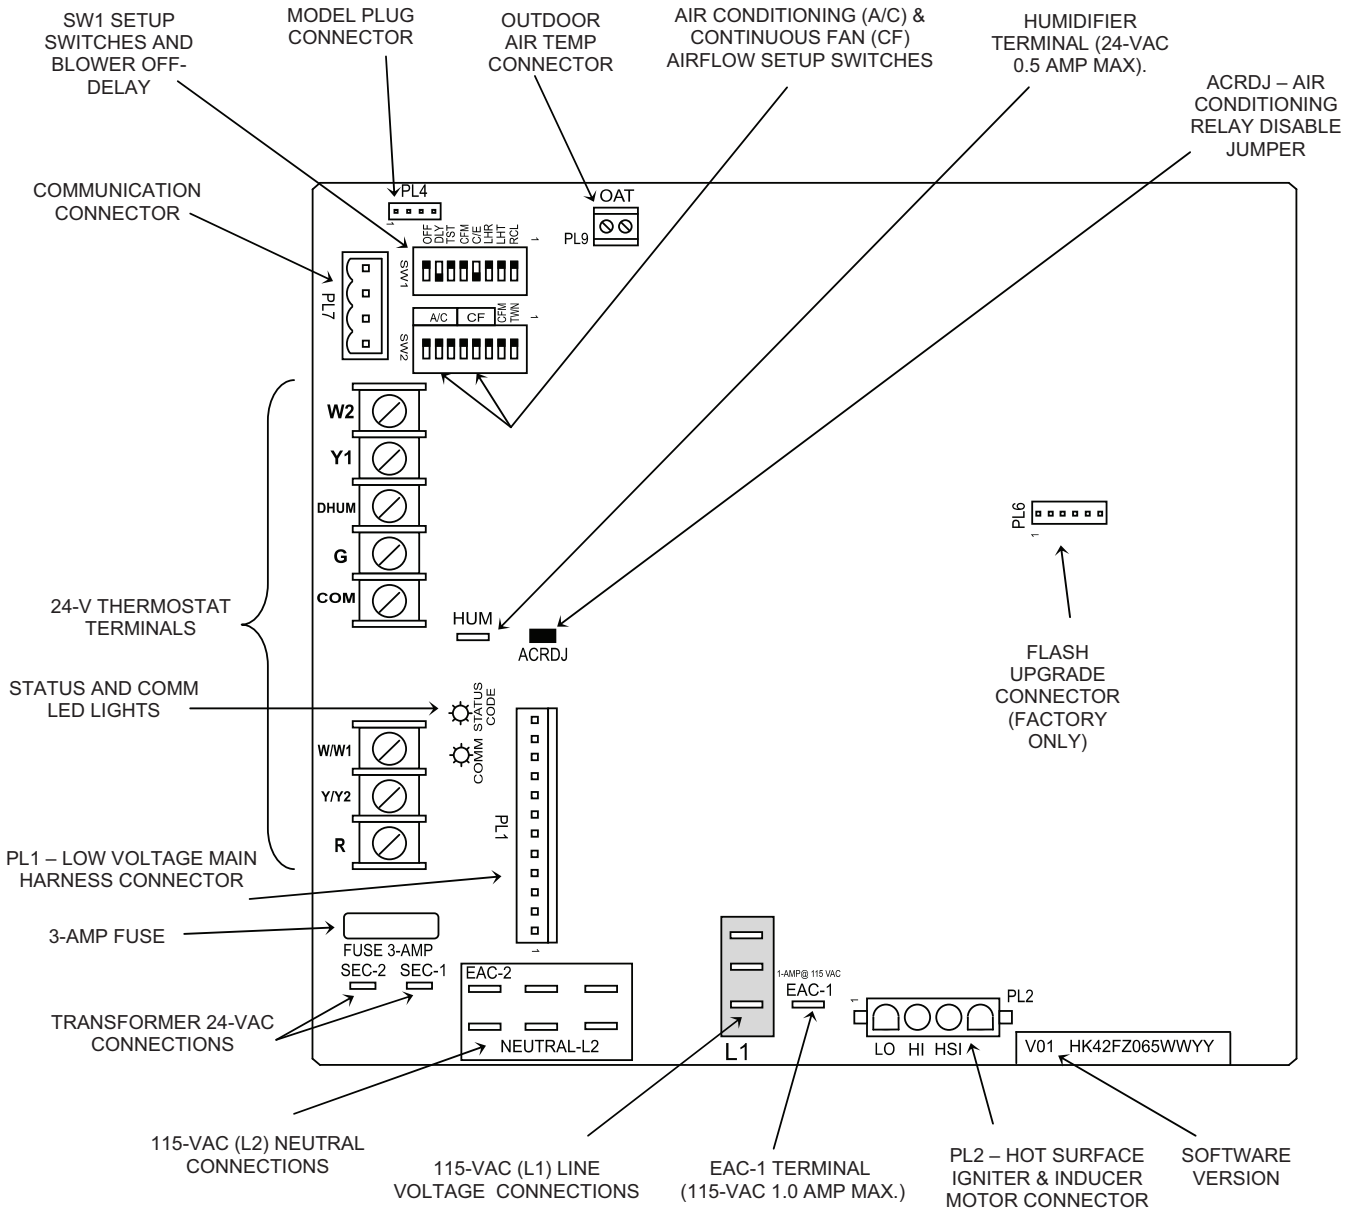 SW1 SETUP
SWITCHES AND
BLOWER OFF-
DELAY
MODEL PLUG
CONNECTOR
OUTDOOR
AIR TEMP
CONNECTOR
AIR CONDITIONING (A/C) &
CONTINUOUS FAN (CF)
AIRFLOW SETUP SWITCHES
HUMIDIFIER
TERMINAL (24-VAC
0.5 AMP MAX).
ACRDJ – AIR
CONDITIONING
RELAY DISABLE
JUMPER
COMMUNICATION
CONNECTOR
PL4
1
OAT
PL9
OFF
DLY
TST
CFM
C/E
LHR
LHT
RCL
1
SW1
PL7
A/C
CF
CFM
TWN
1
SW2
W2
Y1
DHUM
G
COM
PL6
1
24-V THERMOSTAT
TERMINALS
HUM
ACRDJ
FLASH
UPGRADE
CONNECTOR
(FACTORY
ONLY)
STATUS AND COMM
LED LIGHTS
STATUS
CODE
COMM
W/W1
Y/Y2
R
PL1
1
PL1 – LOW VOLTAGE MAIN
HARNESS CONNECTOR
3-AMP FUSE
FUSE 3-AMP
SEC-2
SEC-1
EAC-2
NEUTRAL-L2
TRANSFORMER 24-VAC
CONNECTIONS
L1
1-AMP@ 115 VAC
EAC-1
1
PL2
LO
HI
HSI
V01 HK42FZ065WWYY
115-VAC (L2) NEUTRAL
CONNECTIONS
115-VAC (L1) LINE
VOLTAGE CONNECTIONS
EAC-1 TERMINAL
(115-VAC 1.0 AMP MAX.)
PL2 – HOT SURFACE
IGNITER & INDUCER
MOTOR CONNECTOR
SOFTWARE
VERSION